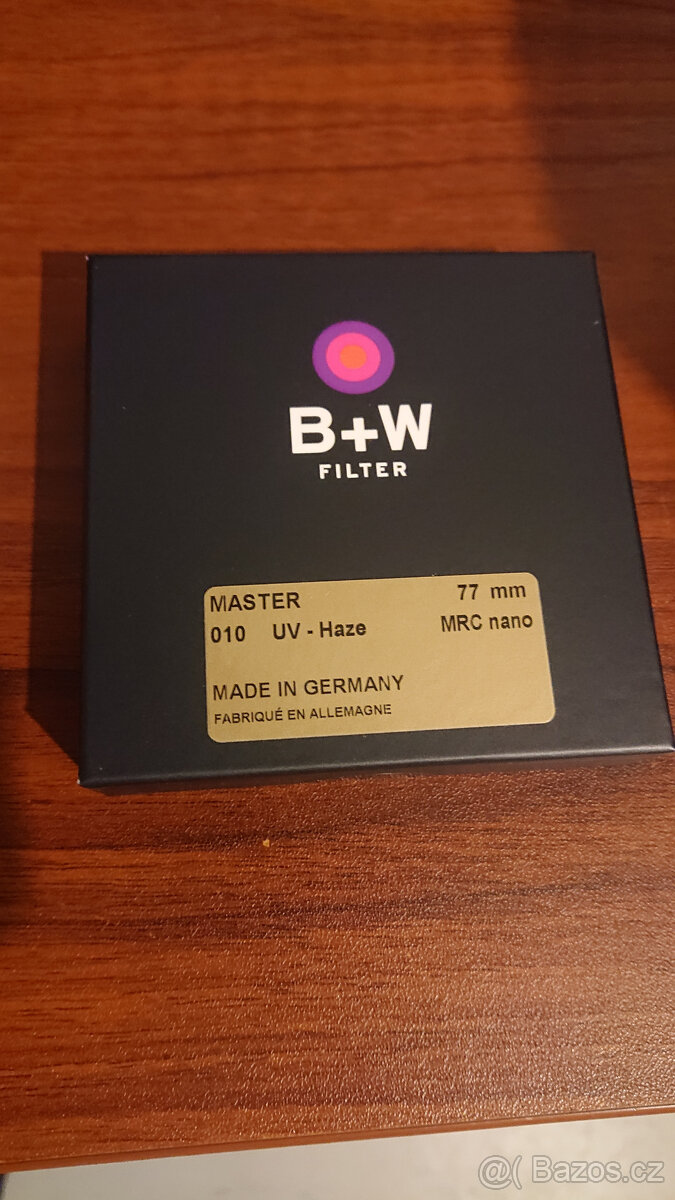 B+W
FILTER
MASTER 77 mm
010 UV - Haze MRC nano
MADE IN GERMANY
FABRIQUÉ EN ALLEMAGNE
@( Bazos.cz